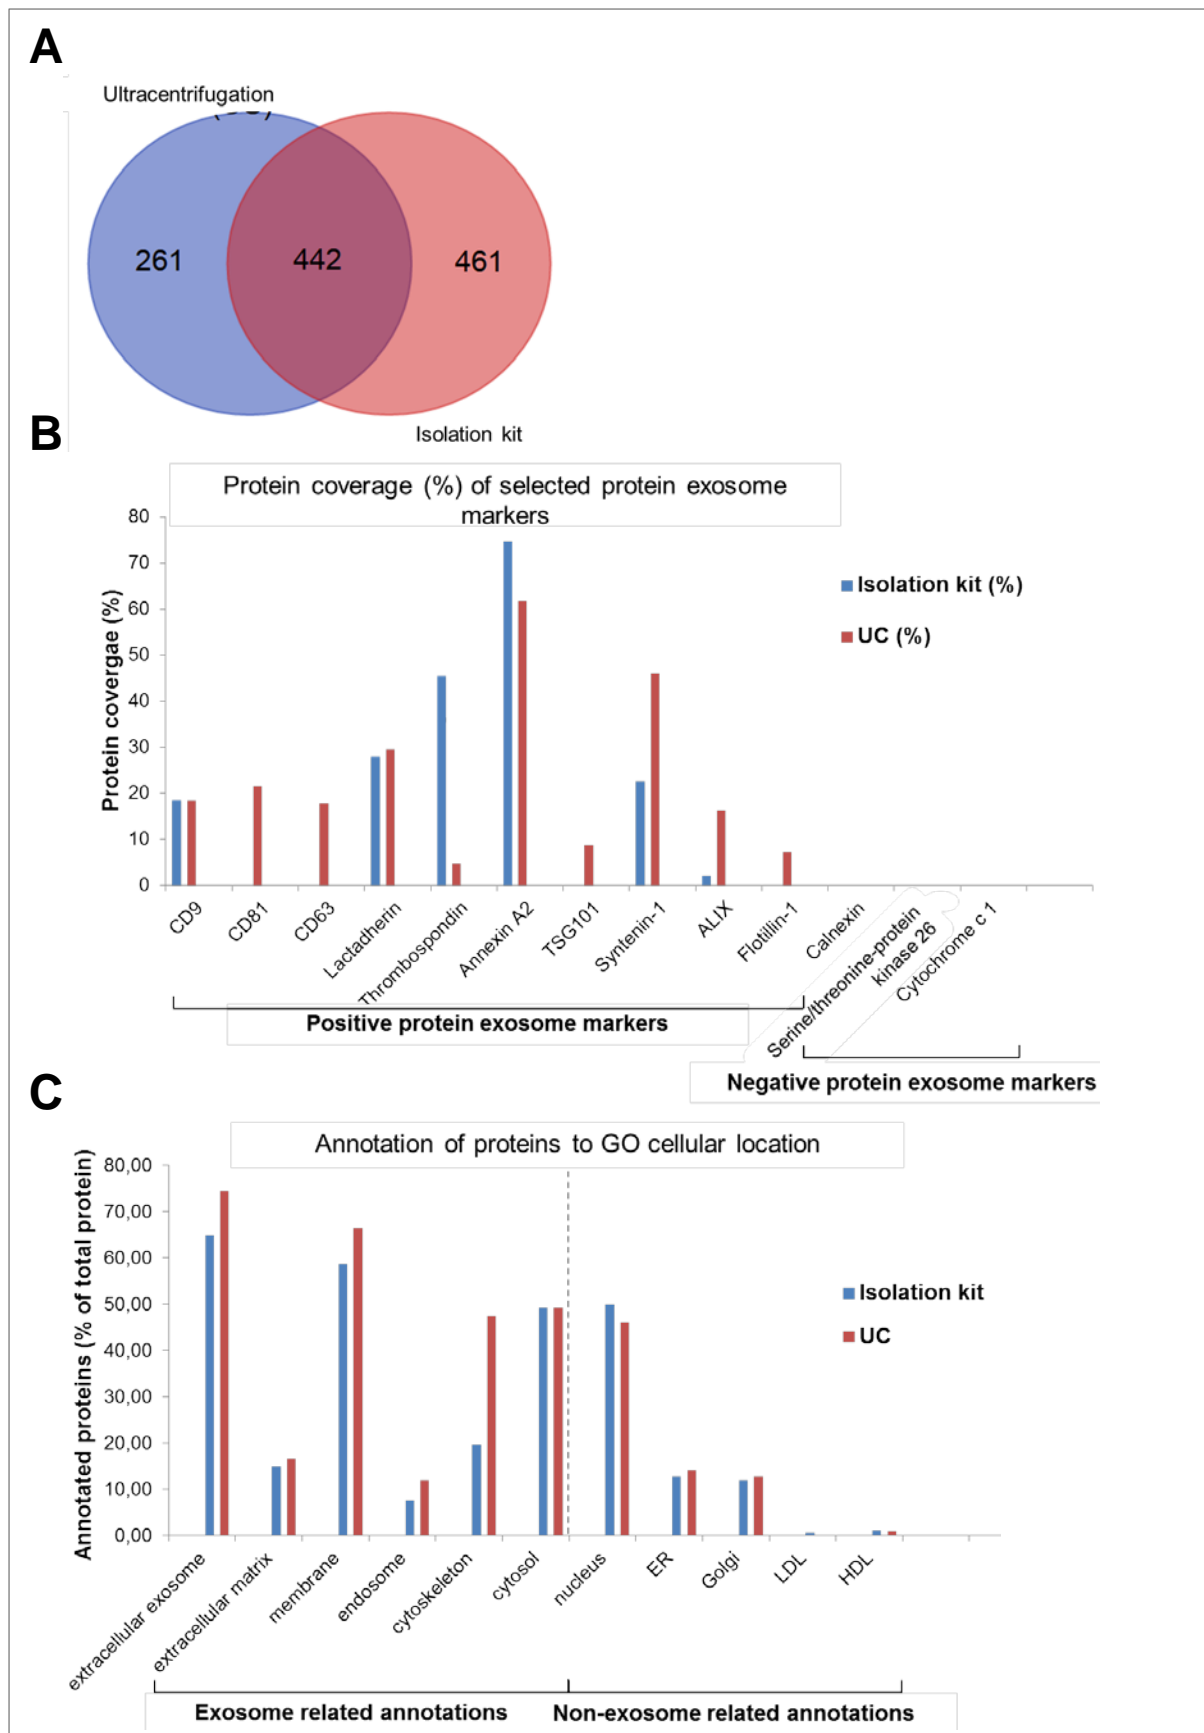 A
Ultracentrifugation
261
442
461
Isolation kit
B
Protein coverage (%) of selected protein exosome
markers
Protein covergae (%)
80
70
60
50
40
30
20
10
0
Isolation kit (%)
UC (%)
CD9
CD81
CD63
Lactadherin
Thrombospondin
Annexin A2
TSG101
Syntenin-1
ALIX
Flotillin-1
Calnexin
Serine/threonine-protein
kinase 26
Cytochrome c 1
Positive protein exosome markers
Negative protein exosome markers
C
Annotation of proteins to GO cellular location
Annotated proteins (% of total protein)
80,00
70,00
60,00
50,00
40,00
30,00
20,00
10,00
0,00
Isolation kit
UC
extracellular exosome
extracellular matrix
membrane
endosome
cytoskeleton
cytosol
nucleus
ER
Golgi
LDL
HDL
Exosome related annotations
Non-exosome related annotations